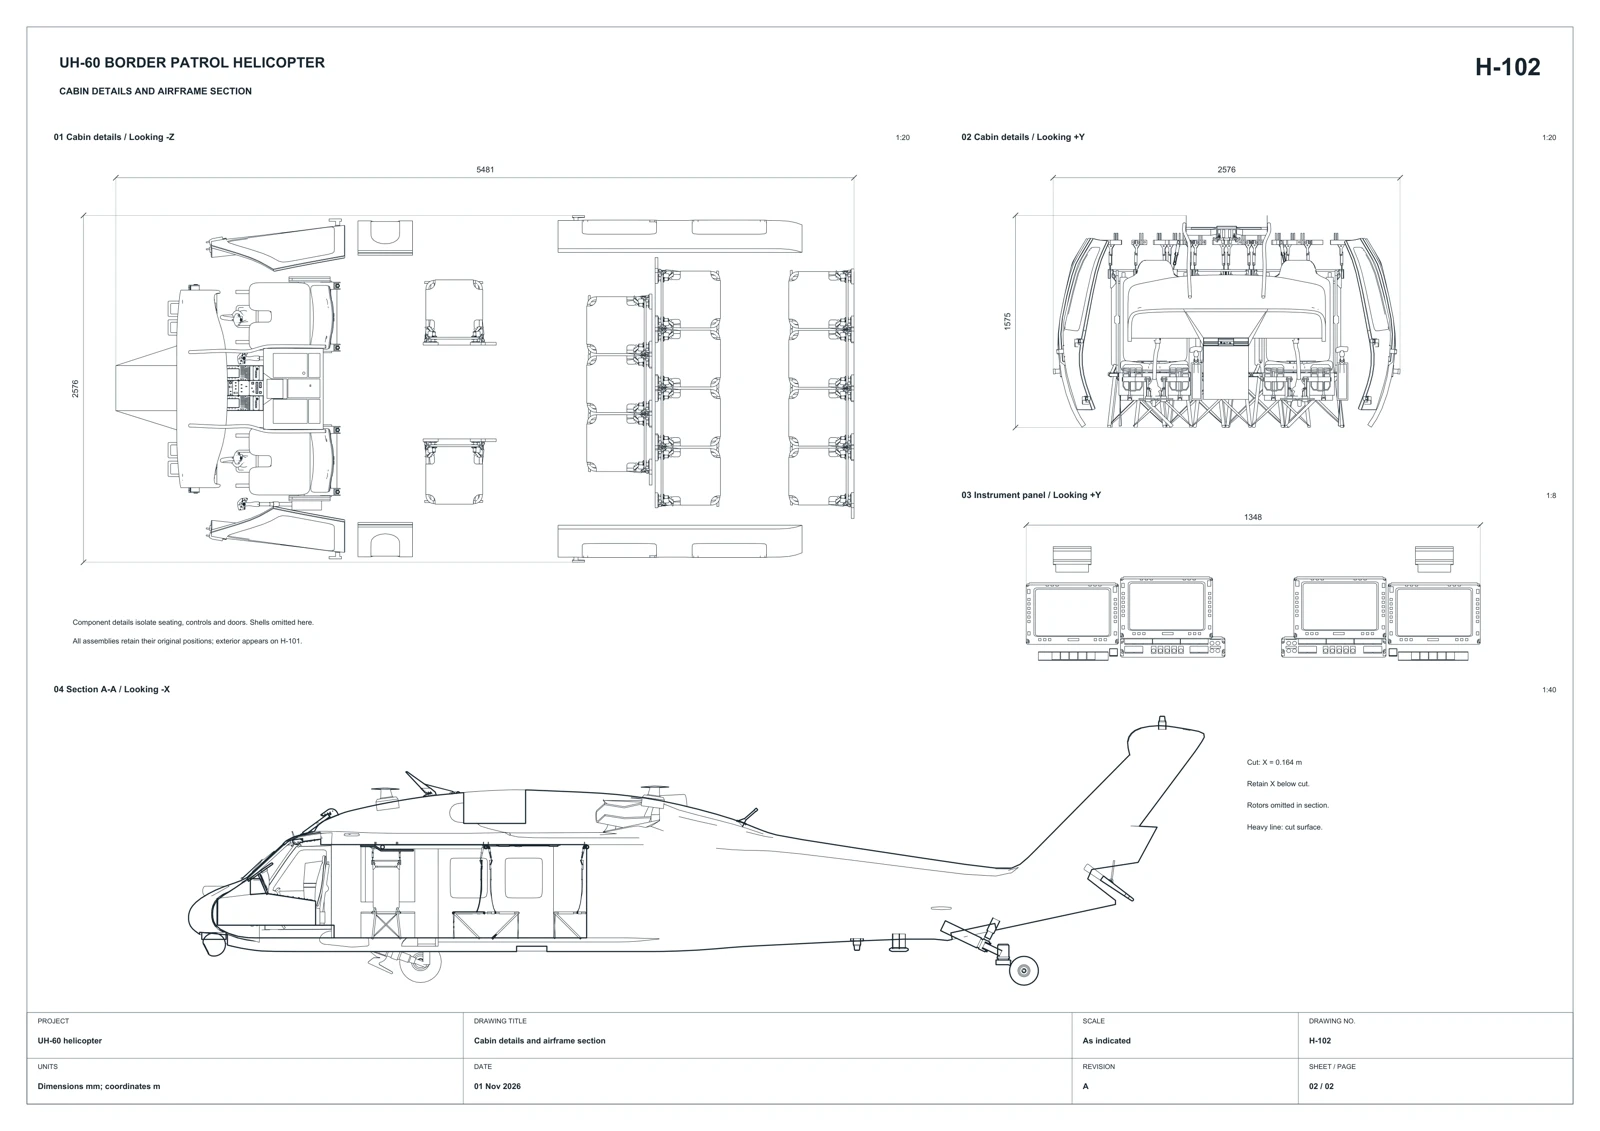 UH-60 BORDER PATROL HELICOPTER
H-102
CABIN DETAILS AND AIRFRAME SECTION
01 Cabin details / Looking -Z
1:20
5481
2576
02 Cabin details / Looking +Y
1:20
2576
1575
03 Instrument panel / Looking +Y
1:8
1348
Component details isolate seating, controls and doors. Shells omitted here.
All assemblies retain their original positions; exterior appears on H-101.
04 Section A-A / Looking -X
1:40
Cut: X = 0.164 m
Retain X below cut.
Rotors omitted in section.
Heavy line: cut surface.
PROJECT
UH-60 helicopter
DRAWING TITLE
Cabin details and airframe section
SCALE
As indicated
DRAWING NO.
H-102
UNITS
Dimensions mm; coordinates m
DATE
01 Nov 2026
REVISION
A
SHEET / PAGE
02 / 02